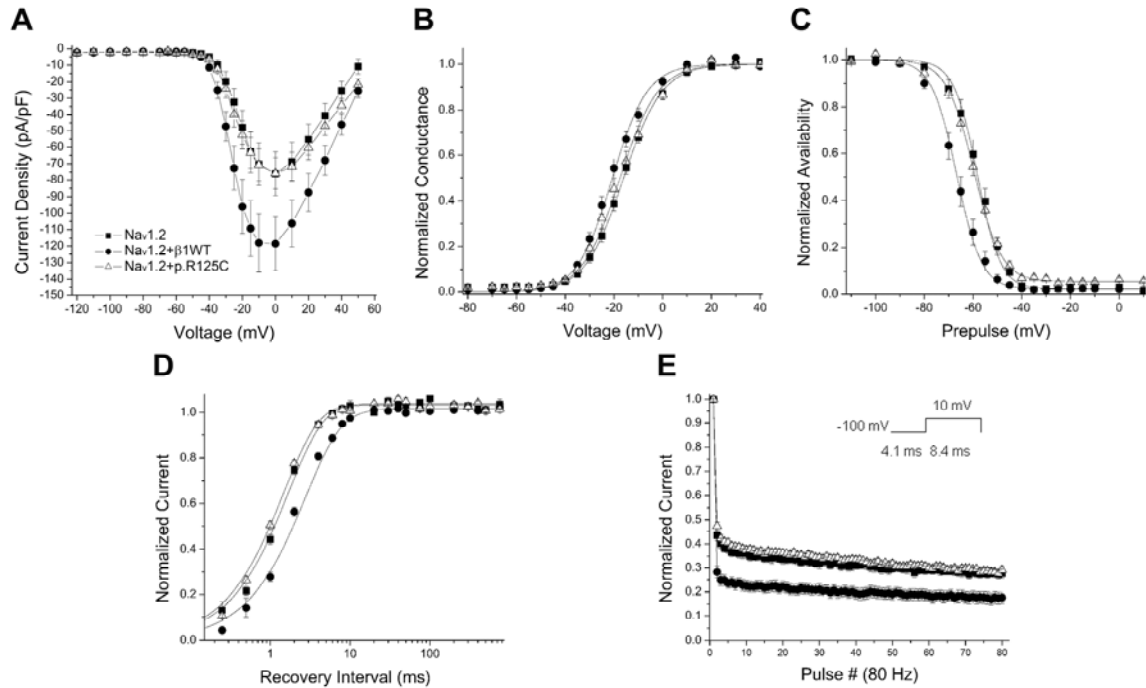 A
Current Density (pA/pF)
0
-10
-20
-30
-40
-50
-60
-70
-80
-90
-100
-110
-120
-130
-140
-150
Naᵥ1.2
Naᵥ1.2+β1WT
Naᵥ1.2+p.R125C
-120 -100 -80 -60 -40 -20 0 20 40 60
Voltage (mV)
B
Normalized Conductance
1.0
0.8
0.6
0.4
0.2
0.0
-80 -60 -40 -20 0 20 40
Voltage (mV)
C
Normalized Availability
1.0
0.8
0.6
0.4
0.2
0.0
-100 -80 -60 -40 -20 0
Prepulse (mV)
D
Normalized Current
1.0
0.8
0.6
0.4
0.2
0.0
1 10 100
Recovery Interval (ms)
E
Normalized Current
1.0
0.9
0.8
0.7
0.6
0.5
0.4
0.3
0.2
0.1
0.0
10 mV
-100 mV
4.1 ms 8.4 ms
0 10 20 30 40 50 60 70 80
Pulse # (80 Hz)